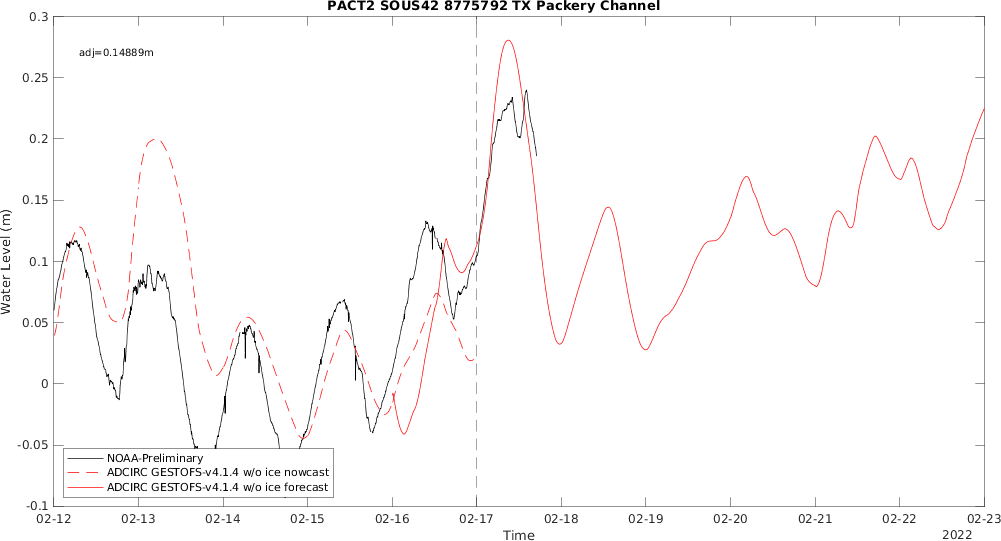 PACT2 SOUS42 8775792 TX Packery Channel
adj=0.14889m
Water Level (m)
0.3
0.25
0.2
0.15
0.1
0.05
0
-0.05
-0.1
NOAA-Preliminary
ADCIRC GESTOFS-v4.1.4 w/o ice nowcast
ADCIRC GESTOFS-v4.1.4 w/o ice forecast
02-12 02-13 02-14 02-15 02-16 02-17 02-18 02-19 02-20 02-21 02-22 02-23
Time
2022